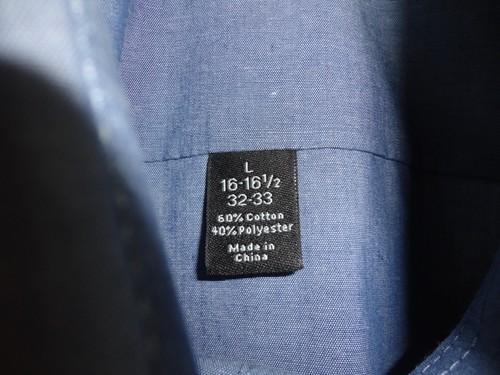 L
16-16½
32-33
60% Cotton
40% Polyester
Made in
China